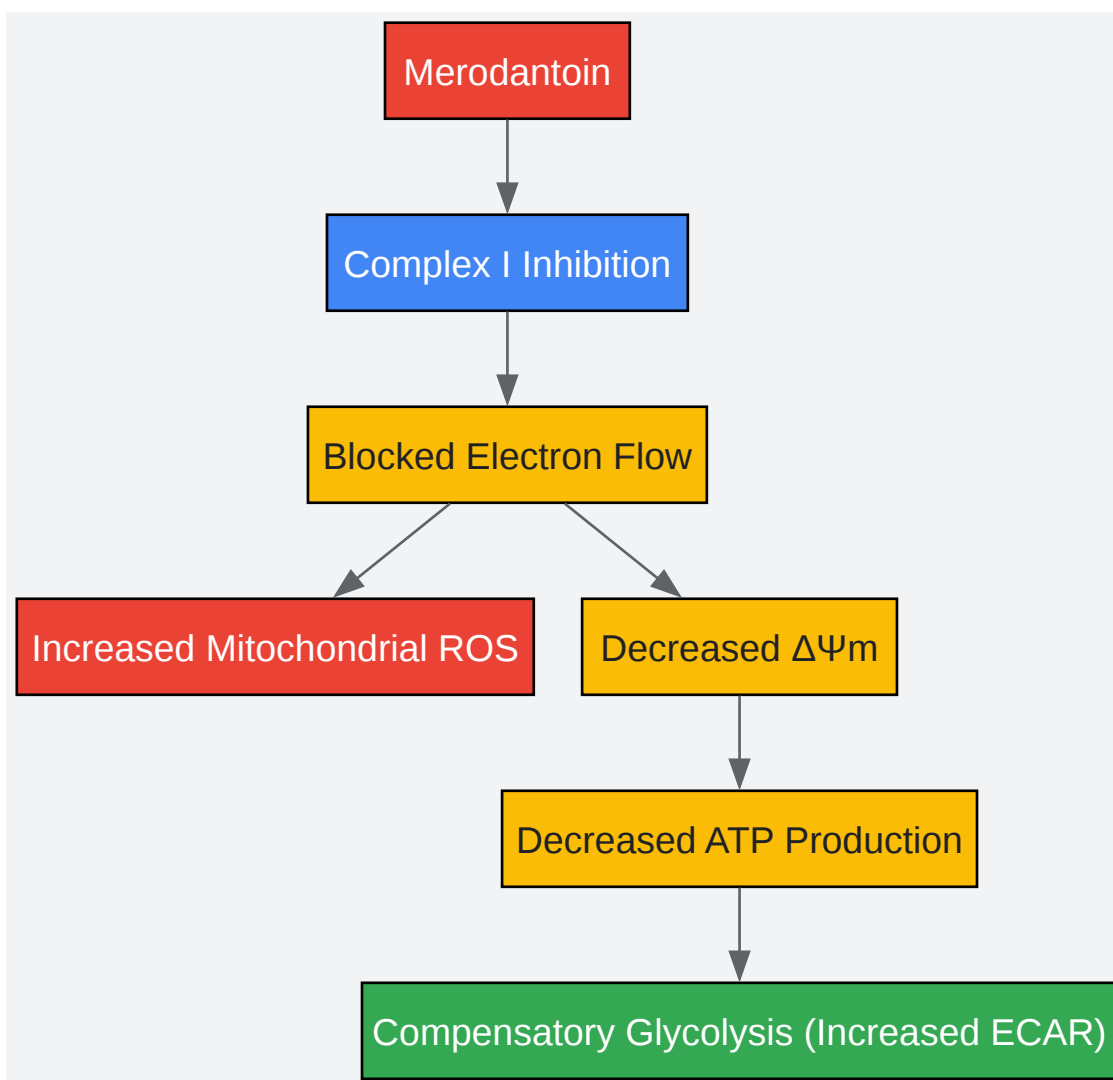 Merodantoin
Complex I Inhibition
Blocked Electron Flow
Increased Mitochondrial ROS
Decreased ΔΨm
Decreased ATP Production
Compensatory Glycolysis (Increased ECAR)